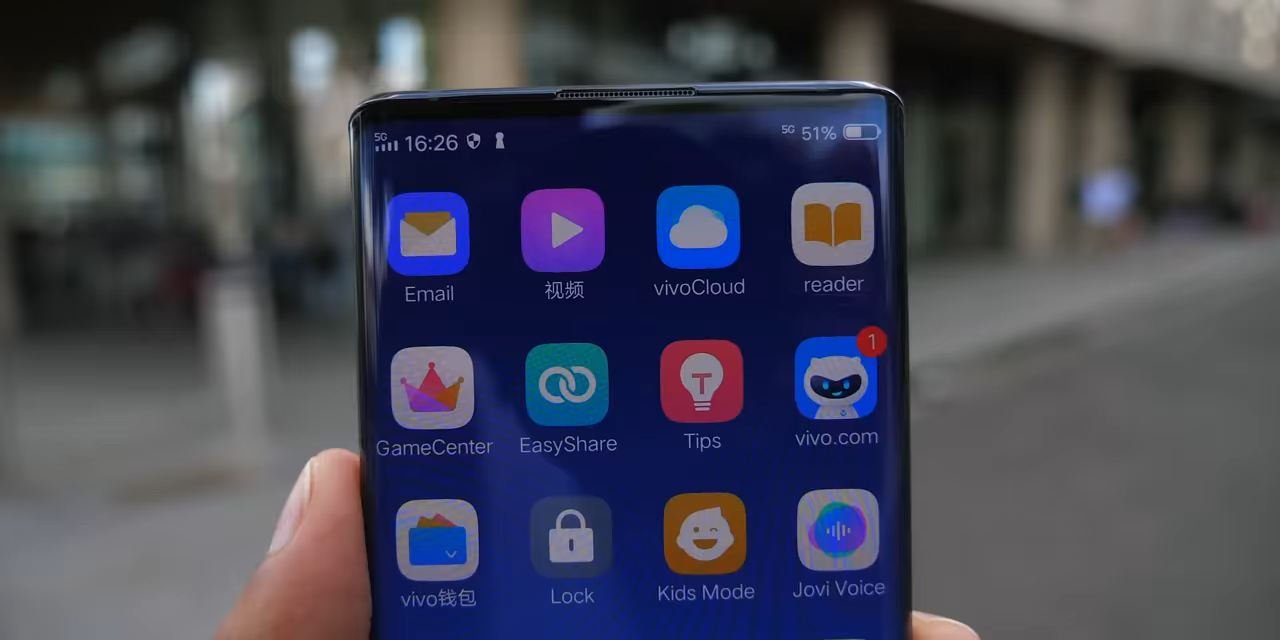 5G 16:26 5G 51%
Email 视频 vivoCloud reader
1
GameCenter EasyShare T Tips vivo.com
vivo钱包 Lock Kids Mode Jovi Voice